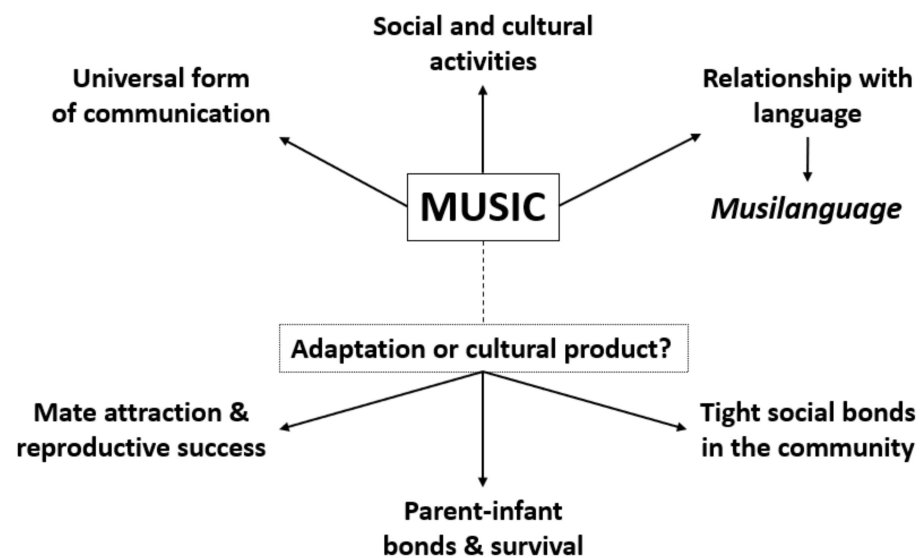 Social and cultural
activities
Universal form
of communication
Relationship with
language
MUSIC
Musilanguage
Adaptation or cultural product?
Mate attraction &
reproductive success
Tight social bonds
in the community
Parent-infant
bonds & survival